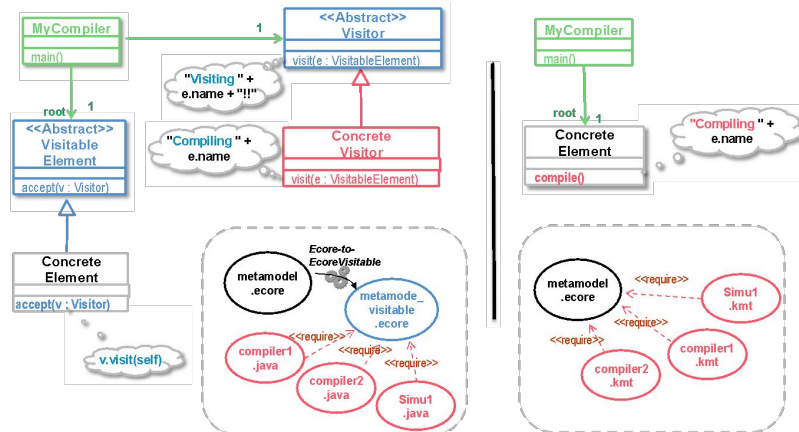 MyCompiler
main()
1
root
1
<<Abstract>>
Visitor
visit(e : VisitableElement)
"Visiting " +
e.name + "!!"
"Compiling " +
e.name
Concrete
Visitor
visit(e : VisitableElement)
<<Abstract>>
Visitable
Element
accept(v : Visitor)
Concrete
Element
accept(v : Visitor)
v.visit(self)
Ecore-to-
EcoreVisitable
metamodel
.ecore
metamode_
visitable
.ecore
<<require>>
<<require>>
<<require>>
compiler1
.java
compiler2
.java
Simu1
.java
MyCompiler
main()
root
1
Concrete
Element
compile()
"Compiling " +
e.name
metamodel
.ecore
<<require>>
<<require>>
<<require>>
Simu1
.kmt
compiler1
.kmt
compiler2
.kmt